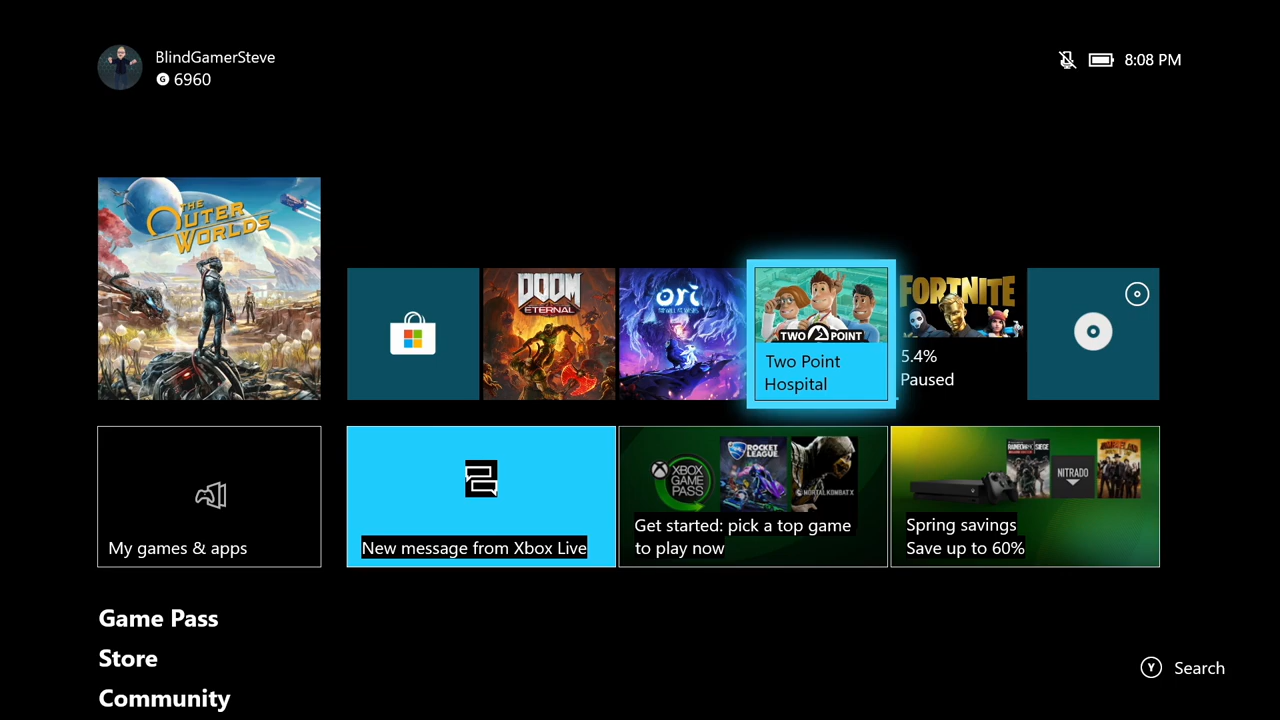 BlindGamerSteve
G 6960
8:08 PM
THE
OUTER
WORLDS
DOOM
ETERNAL
ori
TWO POINT
Two Point
Hospital
FORTNITE
5.4%
Paused
My games & apps
New message from Xbox Live
XBOX
GAME
PASS
ROCKET
LEAGUE
MORTAL KOMBAT X
Get started: pick a top game
to play now
NITRADO
Spring savings
Save up to 60%
Game Pass
Store
Community
Y Search